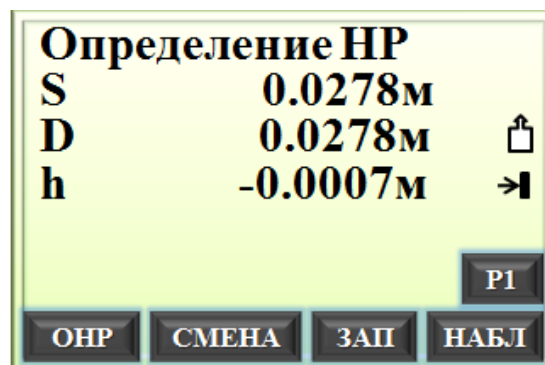 Определение НР
S 0.0278м
D 0.0278м
h -0.0007м
P1
ОНР СМЕНА ЗАП НАБЛ